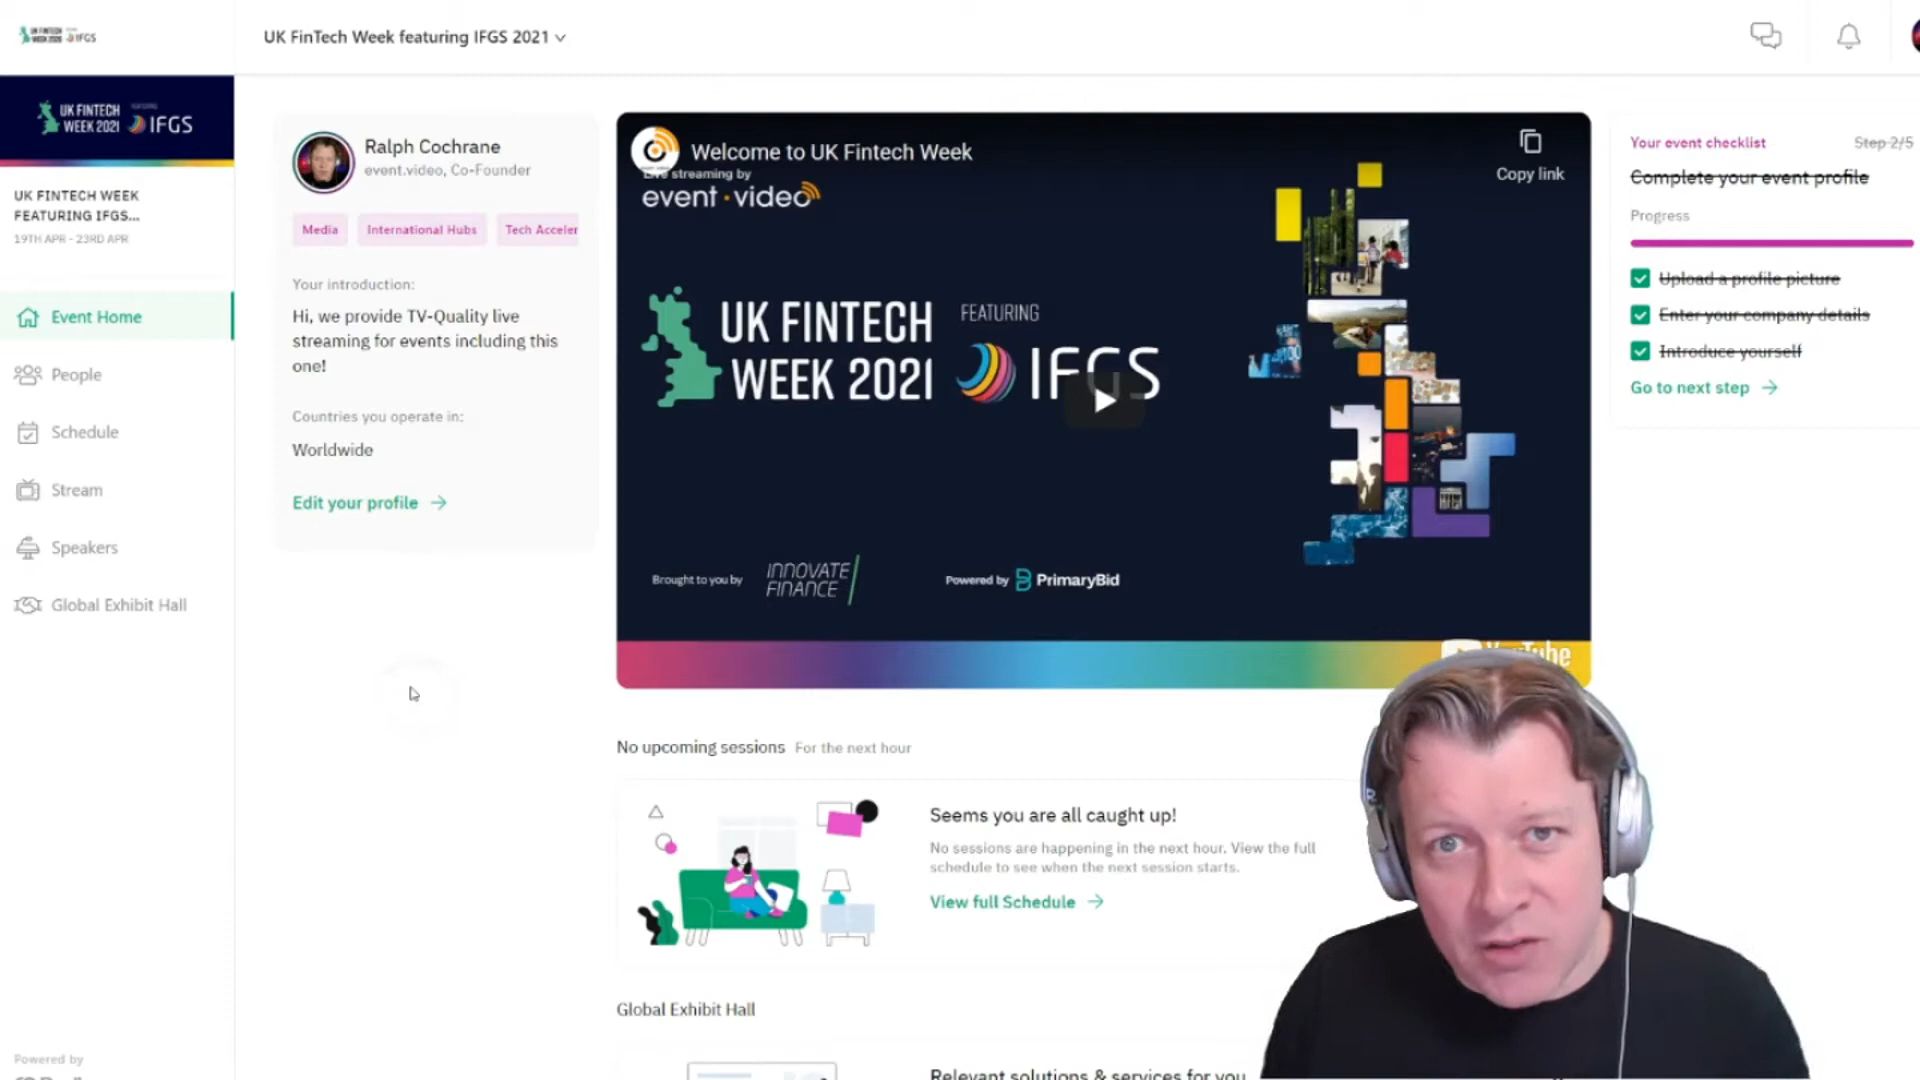 UK FINTECH
WEEK 2021 IFGS
UK FinTech Week featuring IFGS 2021
UK FINTECH
WEEK 2021
FEATURING
IFGS
UK FINTECH WEEK
FEATURING IFGS...
19TH APR - 23RD APR
Event Home
People
Schedule
Stream
Speakers
Global Exhibit Hall
Powered by
Ralph Cochrane
event.video, Co-Founder
Media
International Hubs
Tech Acceler
Your introduction:
Hi, we provide TV-Quality live
streaming for events including this
one!
Countries you operate in:
Worldwide
Edit your profile
Welcome to UK Fintech Week
Copy link
Live streaming by
event·video
UK FINTECH
WEEK 2021
FEATURING
IFGS
Brought to you by
INNOVATE
FINANCE
Powered by PrimaryBid
YouTube
No upcoming sessions For the next hour
Seems you are all caught up!
No sessions are happening in the next hour. View the full
schedule to see when the next session starts.
View full Schedule
Global Exhibit Hall
Relevant solutions & services for you
Your event checklist
Step 2/5
Complete your event profile
Progress
Upload a profile picture
Enter your company details
Introduce yourself
Go to next step